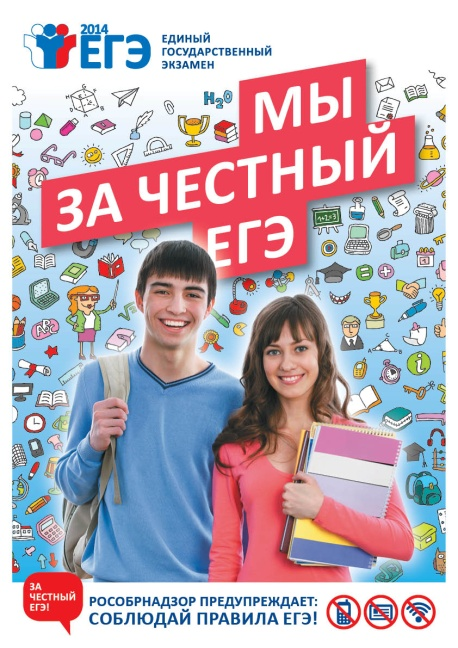 2014
ЕГЭ
ЕДИНЫЙ
ГОСУДАРСТВЕННЫЙ
ЭКЗАМЕН
H₂O
МЫ
ЗА ЧЕСТНЫЙ
ЕГЭ
ЗА
ЧЕСТНЫЙ
ЕГЭ!
РОСОБРНАДЗОР ПРЕДУПРЕЖДАЕТ:
СОБЛЮДАЙ ПРАВИЛА ЕГЭ!